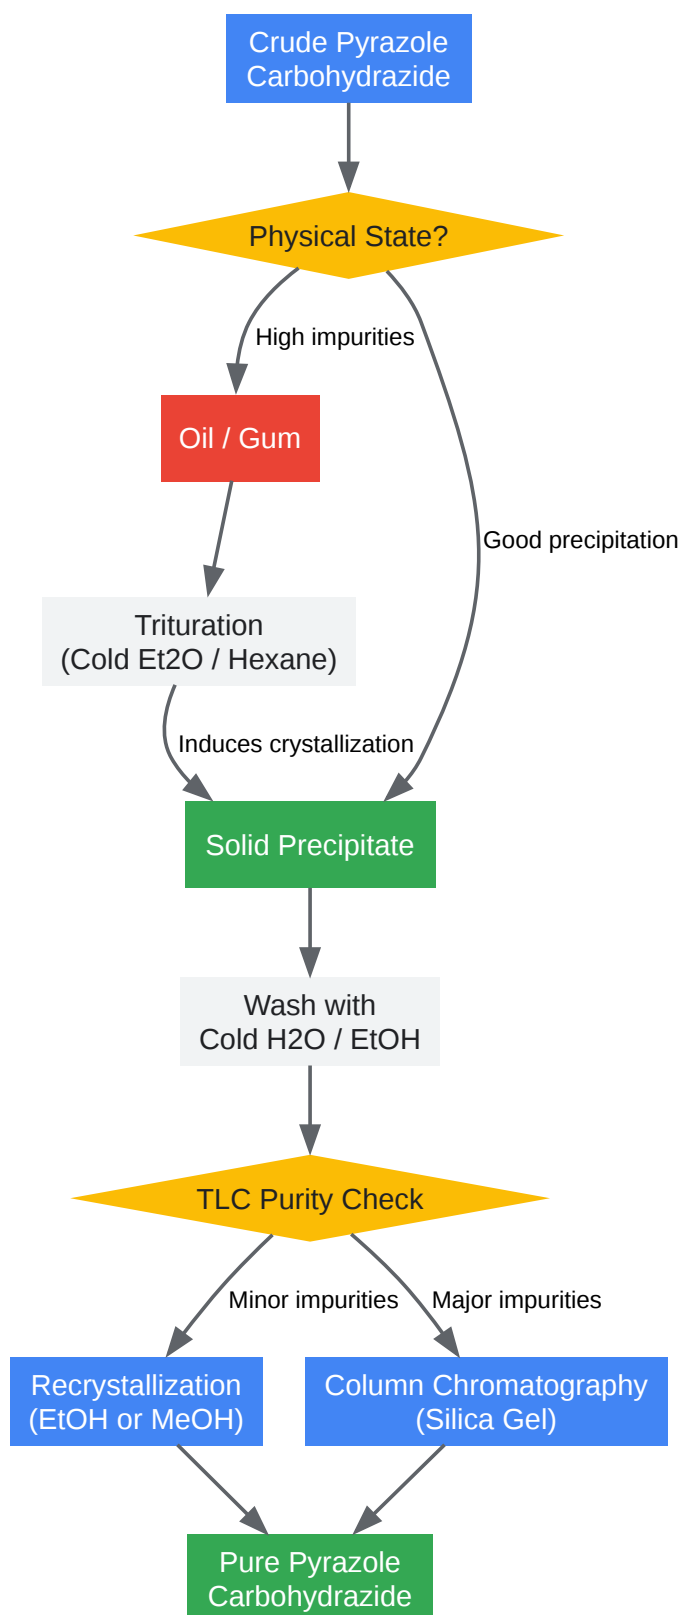 Crude Pyrazole
Carbohydrazide
Physical State?
High impurities
Oil / Gum
Good precipitation
Trituration
(Cold Et2O / Hexane)
Induces crystallization
Solid Precipitate
Wash with
Cold H2O / EtOH
TLC Purity Check
Minor impurities
Major impurities
Recrystallization
(EtOH or MeOH)
Column Chromatography
(Silica Gel)
Pure Pyrazole
Carbohydrazide